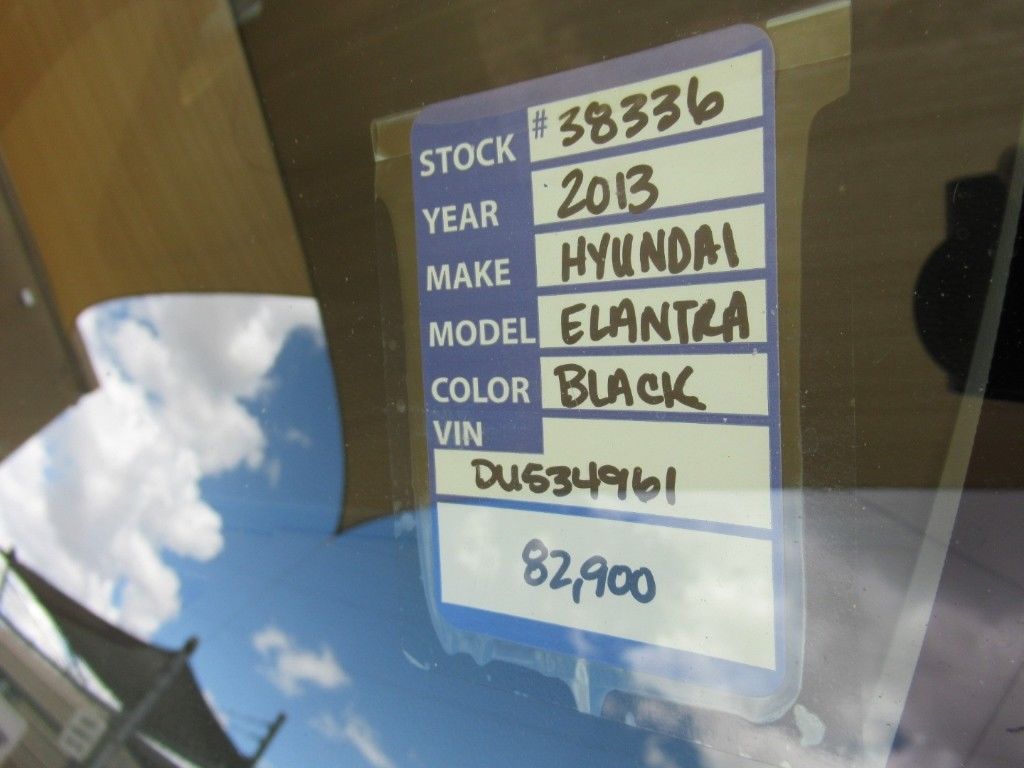 STOCK # 38336
YEAR 2013
MAKE HYUNDAI
MODEL ELANTRA
COLOR BLACK
VIN
DU534961
82,900